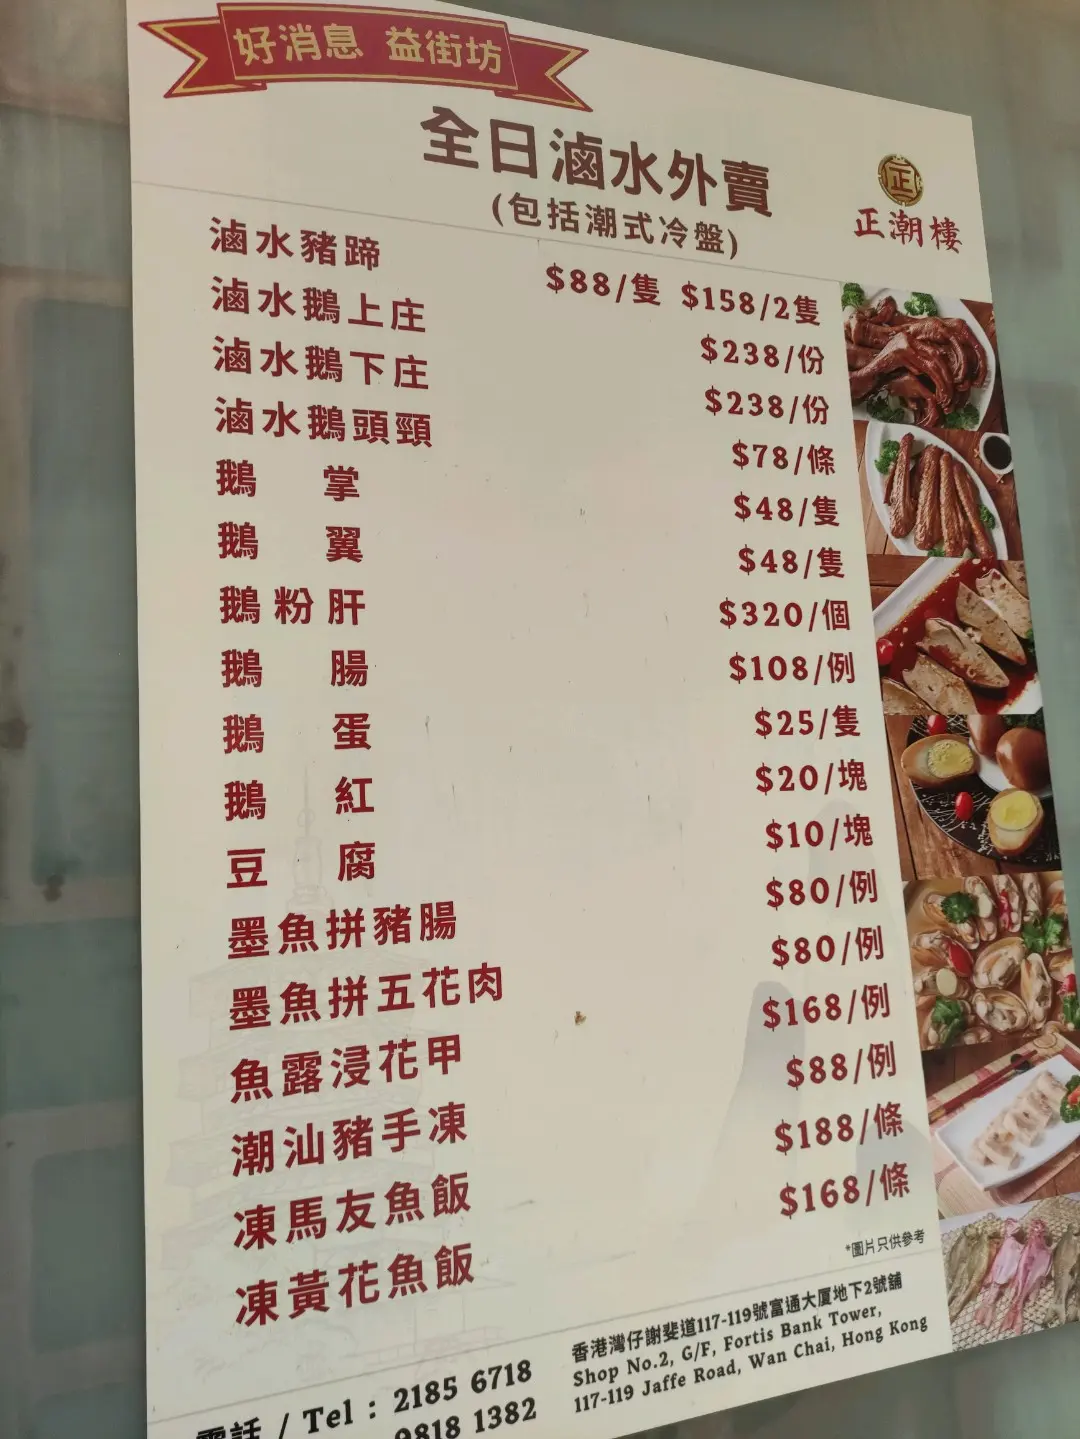 好消息 益街坊
全日滷水外賣
(包括潮式冷盤)
正
正潮樓
滷水豬蹄 $88/隻 $158/2隻
滷水鵝上庄 $238/份
滷水鵝下庄 $238/份
滷水鵝頭頸 $78/條
鵝掌 $48/隻
鵝翼 $48/隻
鵝粉肝 $320/個
鵝腸 $108/例
鵝蛋 $25/隻
鵝紅 $20/塊
豆腐 $10/塊
墨魚拼豬腸 $80/例
墨魚拼五花肉 $80/例
魚露浸花甲 $168/例
潮汕豬手凍 $88/例
凍馬友魚飯 $188/條
凍黃花魚飯 $168/條
*圖片只供參考
電話 / Tel : 2185 6718
9818 1382
香港灣仔謝斐道117-119號富通大厦地下2號舖
Shop No.2, G/F, Fortis Bank Tower,
117-119 Jaffe Road, Wan Chai, Hong Kong